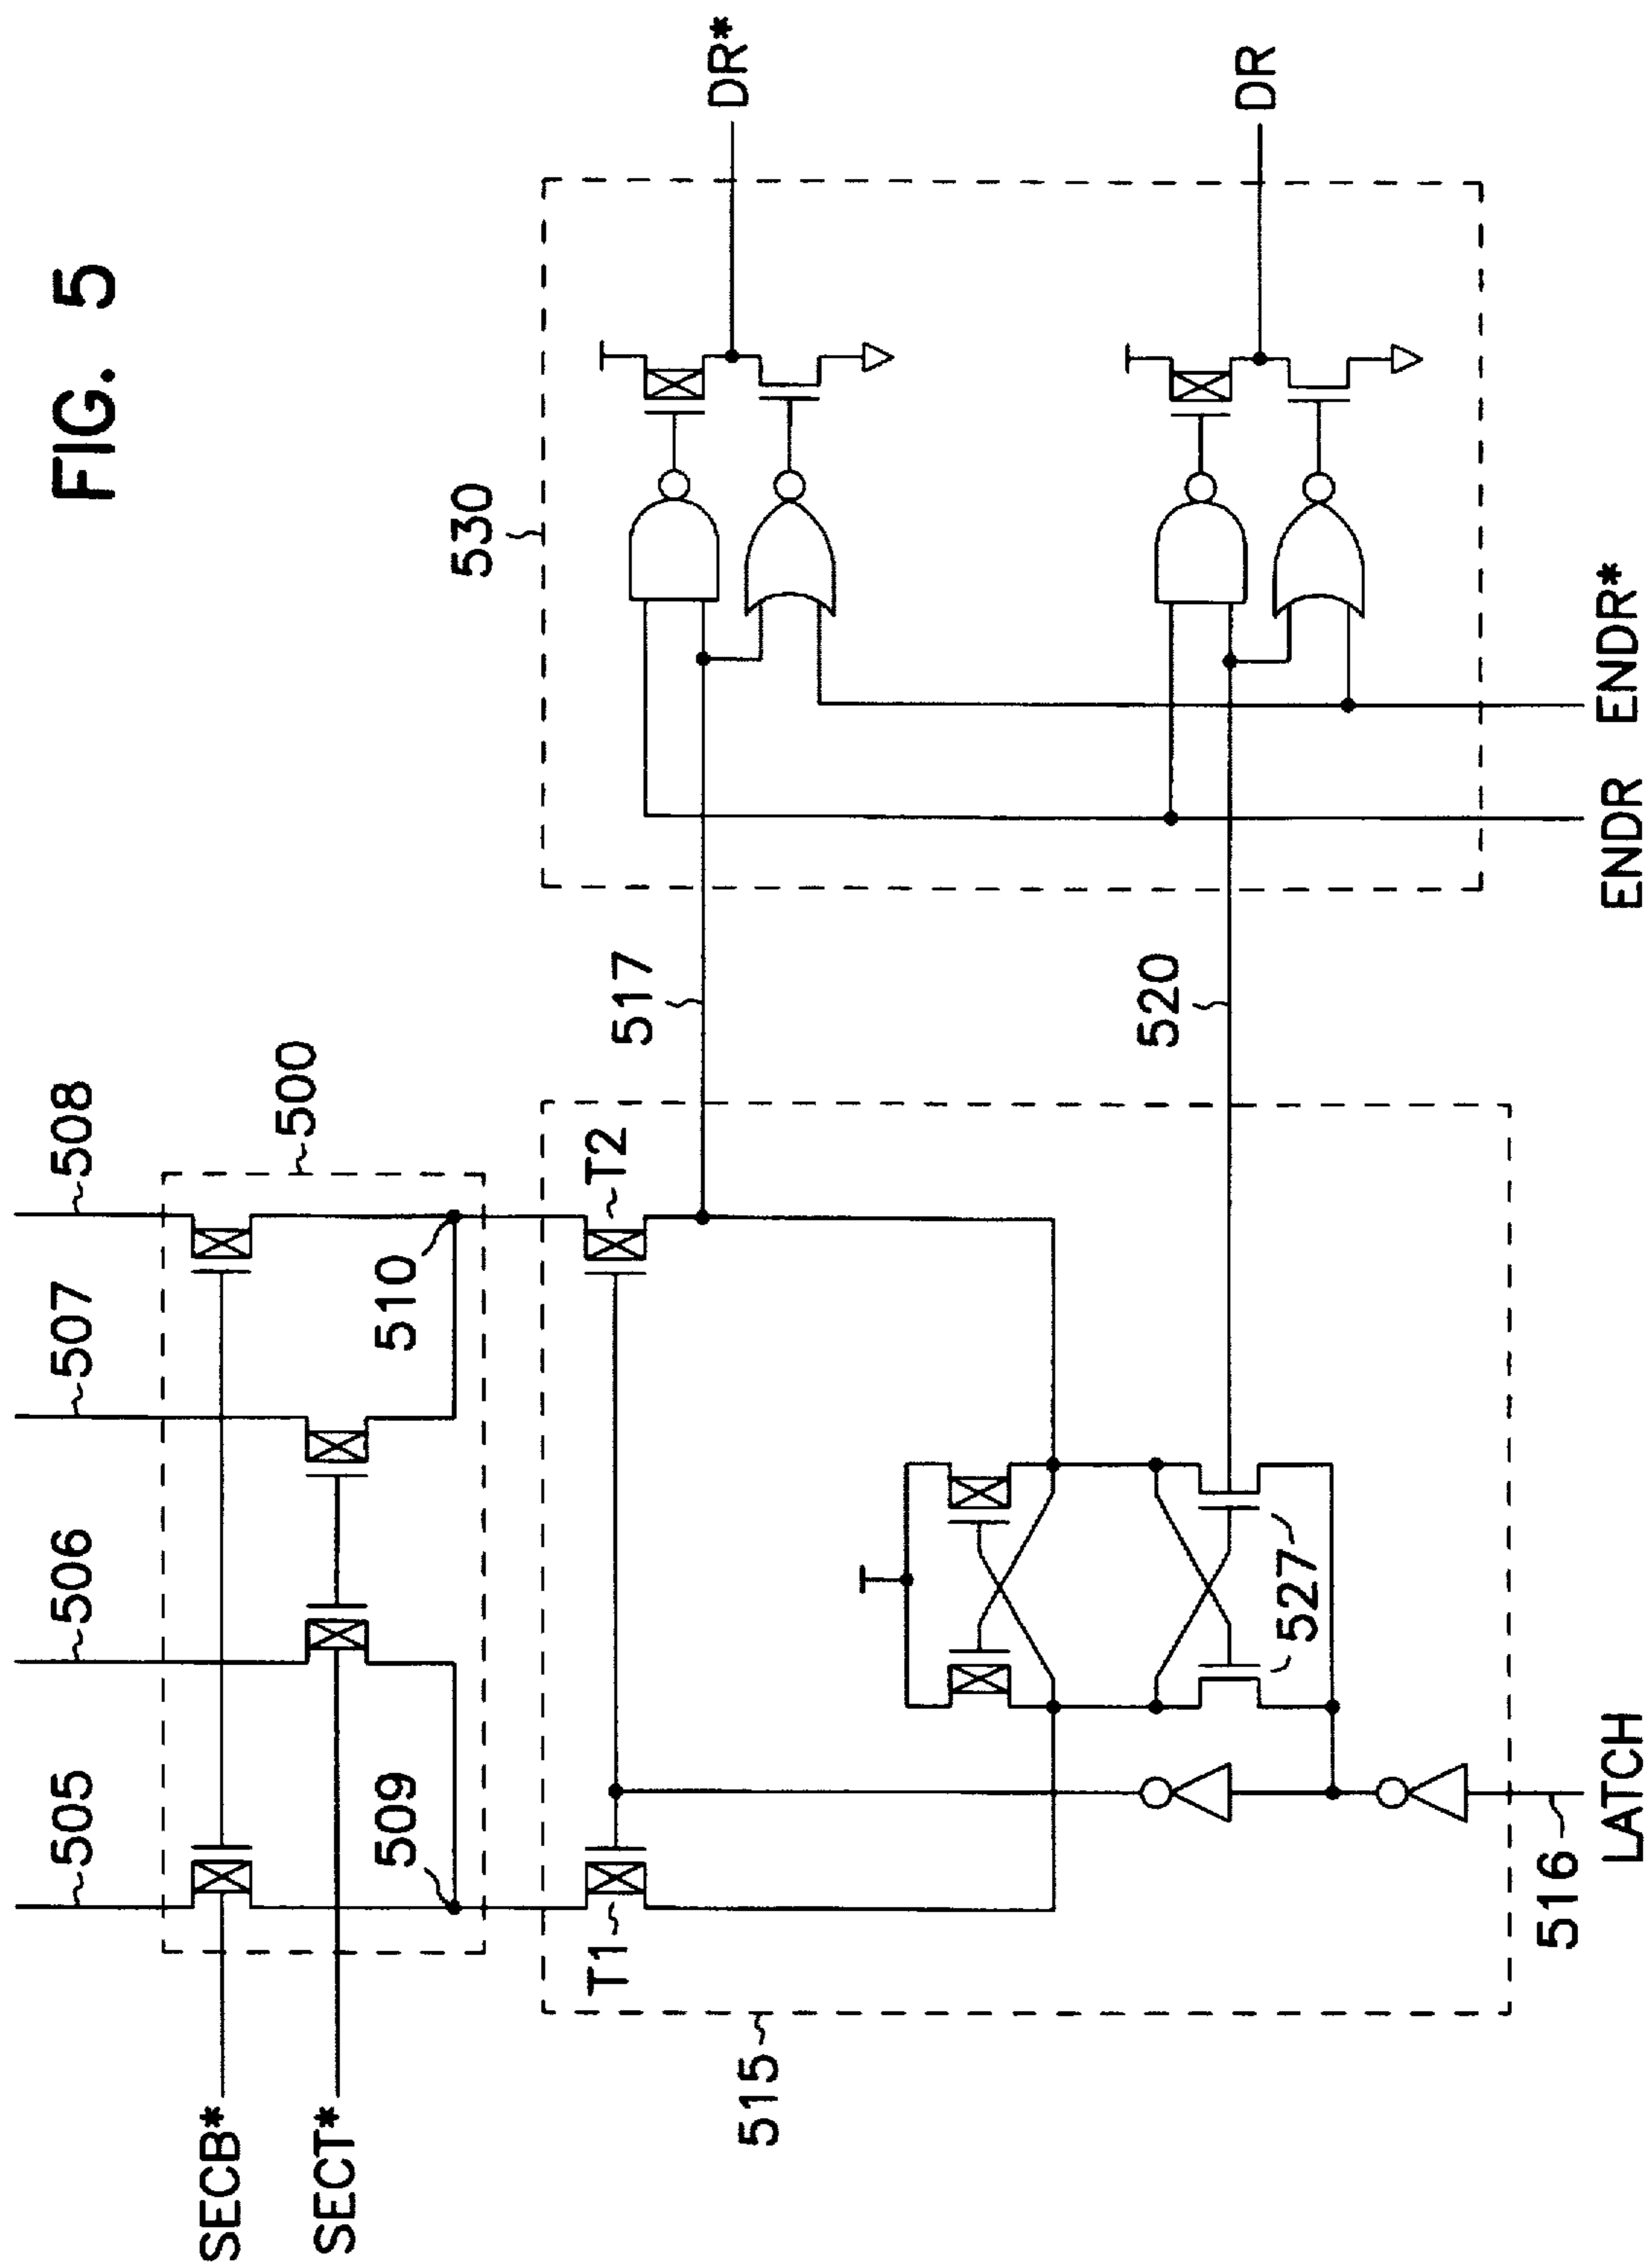 FIG. 5
505
506
507
508
SECB*
SECT*
500
509
510
T1
T2
515
516
LATCH
527
517
520
530
DR*
DR
ENDR
ENDR*